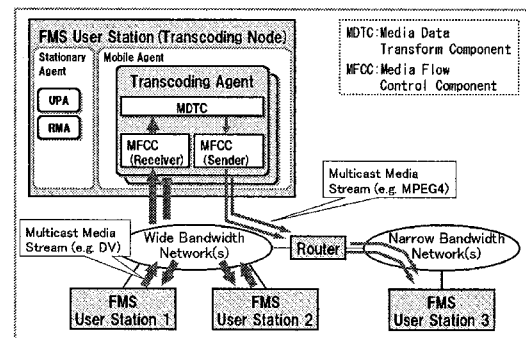 FMS User Station (Transcoding Node)
Stationary
Agent
UPA
RMA
Mobile Agent
Transcoding Agent
MDTC
MFCC
(Receiver)
MFCC
(Sender)
MDTC:Media Data
Transform Component
MFCC:Media Flow
Control Component
Multicast Media
Stream (e.g. MPEG4)
Multicast Media
Stream (e.g. DV)
Wide Bandwidth
Network(s)
Router
Narrow Bandwidth
Network(s)
FMS
User Station 1
FMS
User Station 2
FMS
User Station 3